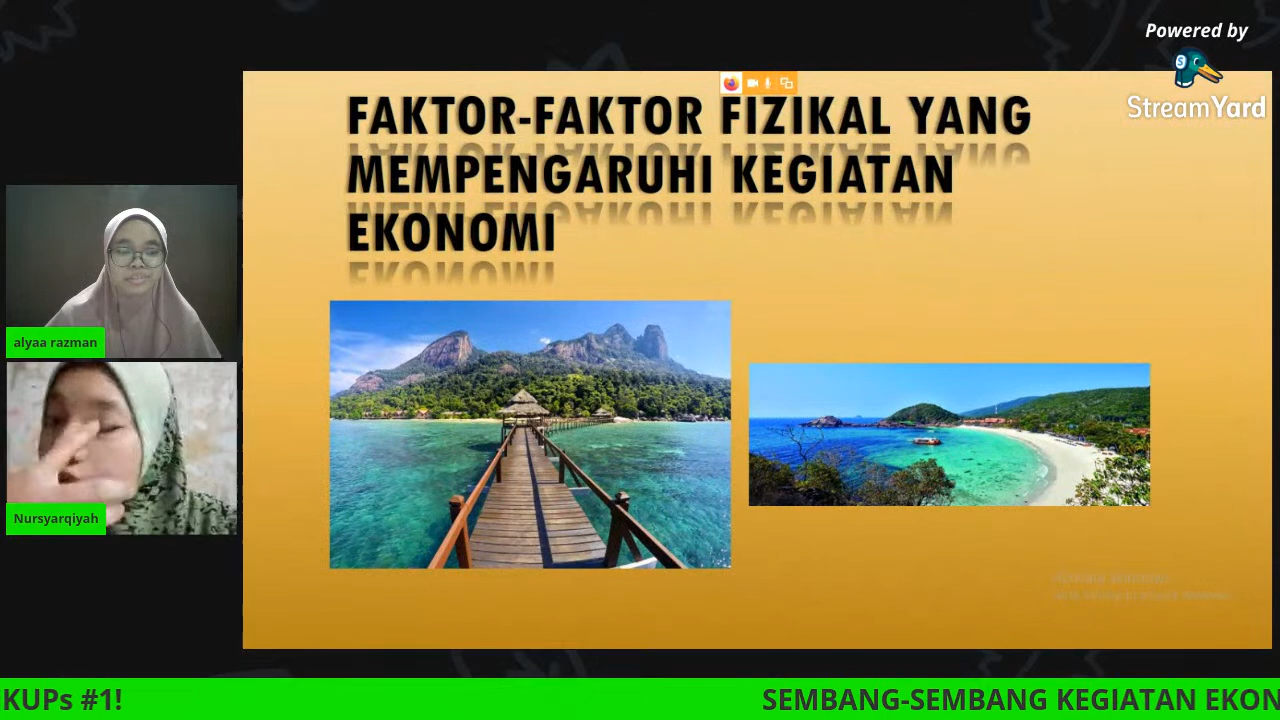 Powered by
StreamYard
FAKTOR-FAKTOR FIZIKAL YANG
MEMPENGARUHI KEGIATAN
EKONOMI
alyaa razman
Nursyarqiyah
KUPs #1!
SEMBANG-SEMBANG KEGIATAN EKON